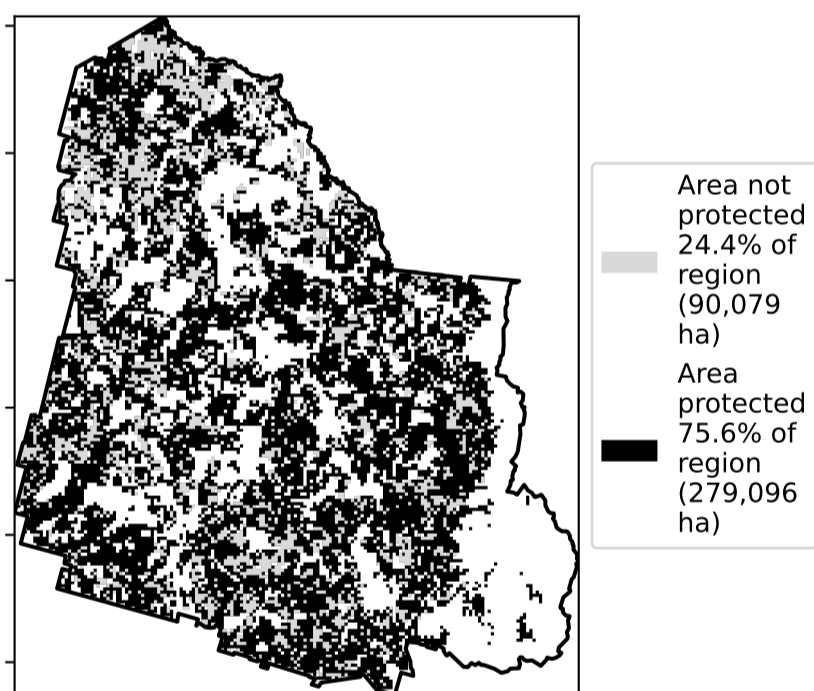 Area not
protected
24.4% of
region
(90,079
ha)
Area
protected
75.6% of
region
(279,096
ha)